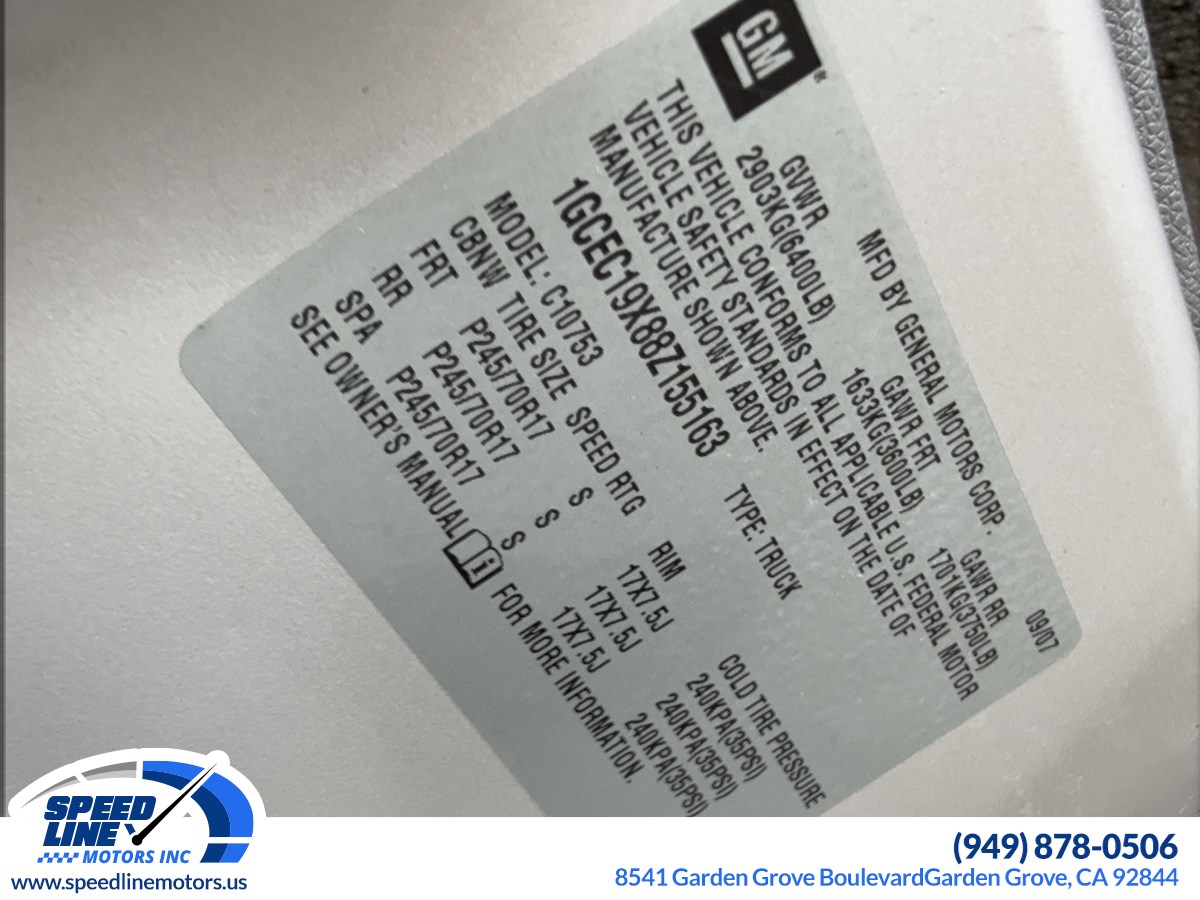 GM
MFD BY GENERAL MOTORS CORP. 09/07
GVWR GAWR FRT GAWR RR
2903KG(6400LB) 1633KG(3600LB) 1701KG(3750LB)
THIS VEHICLE CONFORMS TO ALL APPLICABLE U.S. FEDERAL MOTOR
VEHICLE SAFETY STANDARDS IN EFFECT ON THE DATE OF
MANUFACTURE SHOWN ABOVE.
1GCEC19X88Z155163 TYPE: TRUCK
MODEL: C10753
CBNW TIRE SIZE SPEED RTG RIM COLD TIRE PRESSURE
FRT P245/70R17 S 17X7.5J 240KPA(35PSI)
RR P245/70R17 S 17X7.5J 240KPA(35PSI)
SPA P245/70R17 S 17X7.5J 240KPA(35PSI)
SEE OWNER'S MANUAL i FOR MORE INFORMATION.
SPEED
LINE
MOTORS INC
www.speedlinemotors.us
(949) 878-0506
8541 Garden Grove BoulevardGarden Grove, CA 92844